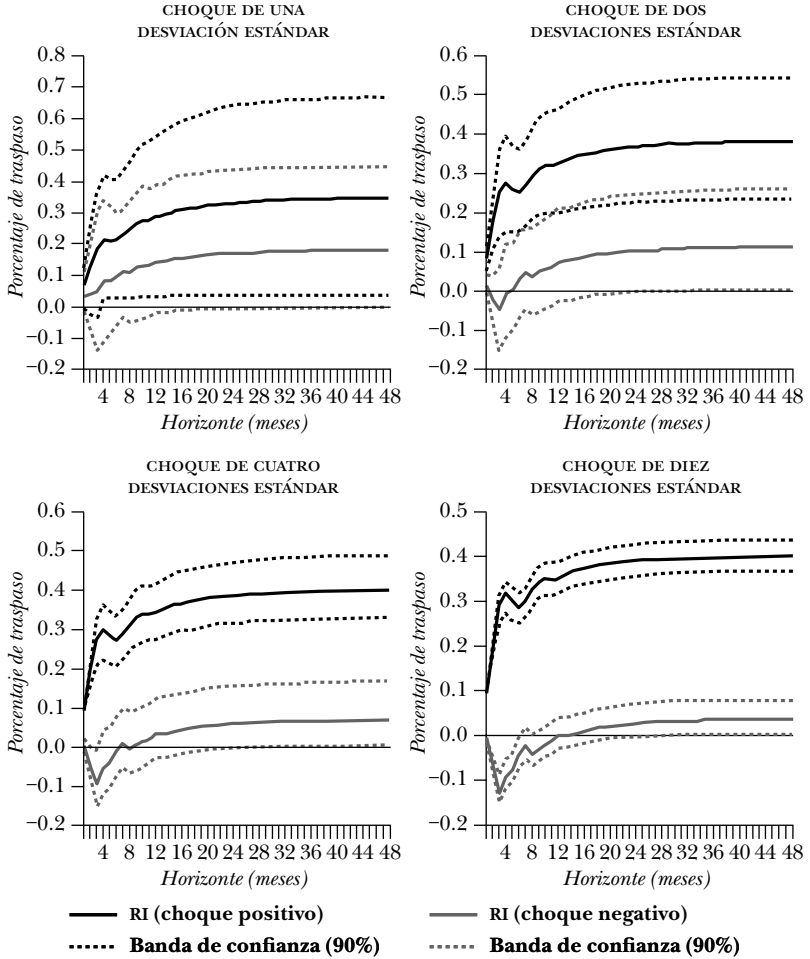 CHOQUE DE UNA
DESVIACIÓN ESTÁNDAR
Porcentaje de traspaso
0.8
0.7
0.6
0.5
0.4
0.3
0.2
0.1
0.0
−0.1
−0.2
4 8 12 16 20 24 28 32 36 40 44 48
Horizonte (meses)
CHOQUE DE DOS
DESVIACIONES ESTÁNDAR
Porcentaje de traspaso
0.6
0.5
0.4
0.3
0.2
0.1
0.0
−0.1
−0.2
4 8 12 16 20 24 28 32 36 40 44 48
Horizonte (meses)
CHOQUE DE CUATRO
DESVIACIONES ESTÁNDAR
Porcentaje de traspaso
0.6
0.5
0.4
0.3
0.2
0.1
0.0
−0.1
−0.2
4 8 12 16 20 24 28 32 36 40 44 48
Horizonte (meses)
CHOQUE DE DIEZ
DESVIACIONES ESTÁNDAR
Porcentaje de traspaso
0.5
0.4
0.3
0.2
0.1
0.0
−0.1
−0.2
4 8 12 16 20 24 28 32 36 40 44 48
Horizonte (meses)
RI (choque positivo)
RI (choque negativo)
Banda de confianza (90%)
Banda de confianza (90%)